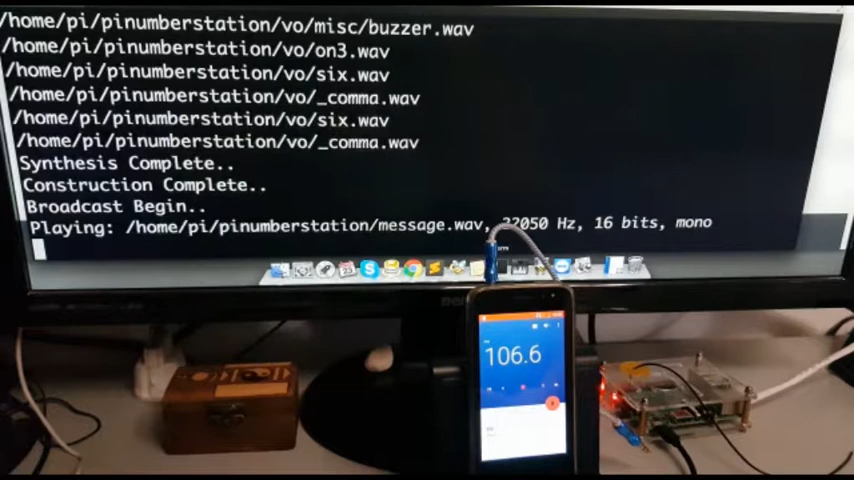 /home/pi/pinumberstation/vo/misc/buzzer.wav
/home/pi/pinumberstation/vo/on3.wav
/home/pi/pinumberstation/vo/six.wav
/home/pi/pinumberstation/vo/_comma.wav
/home/pi/pinumberstation/vo/six.wav
/home/pi/pinumberstation/vo/_comma.wav
Synthesis Complete..
Construction Complete..
Broadcast Begin..
Playing: /home/pi/pinumberstation/message.wav, 22050 Hz, 16 bits, mono
23
106.6